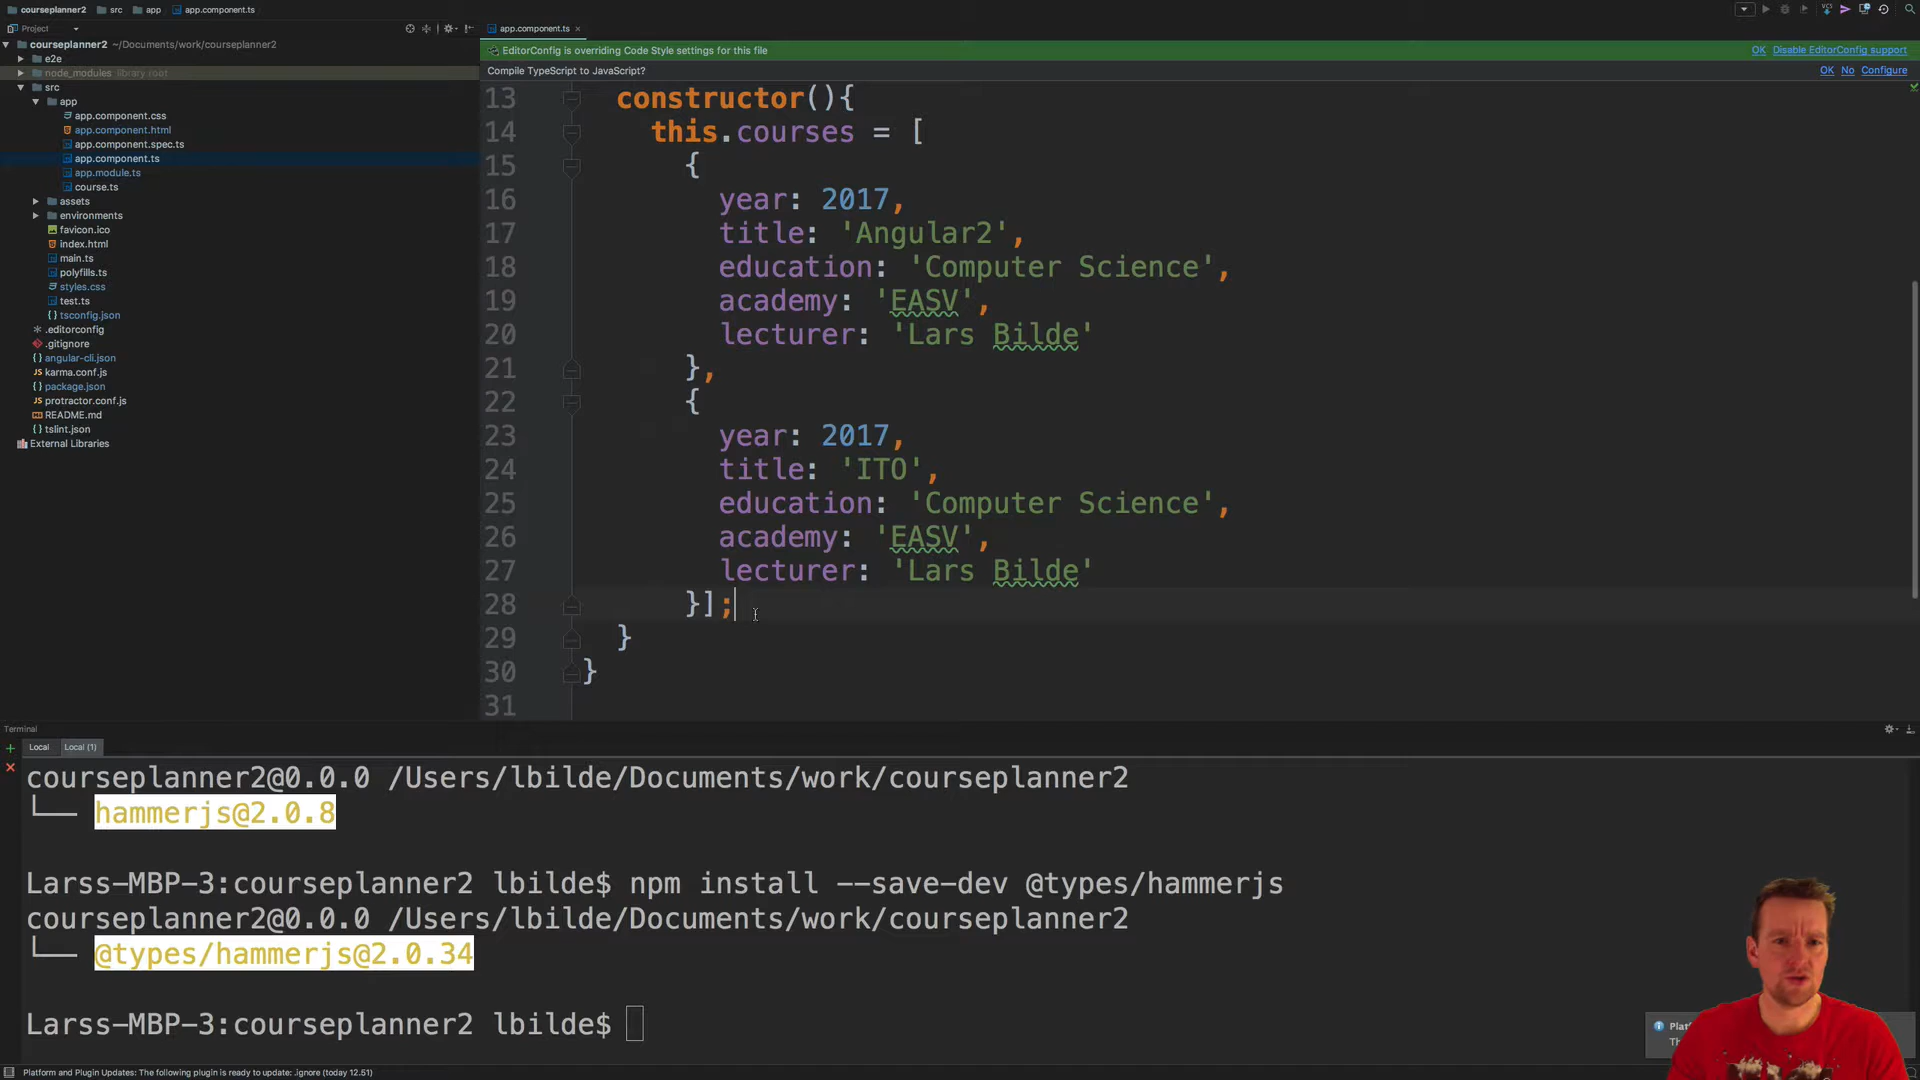 courseplanner2 src app app.component.ts
Project
app.component.ts
courseplanner2 ~/Documents/work/courseplanner2
e2e
node_modules library root
src
app
app.component.css
app.component.html
app.component.spec.ts
app.component.ts
app.module.ts
course.ts
assets
environments
favicon.ico
index.html
main.ts
polyfills.ts
styles.css
test.ts
tsconfig.json
.editorconfig
.gitignore
angular-cli.json
karma.conf.js
package.json
protractor.conf.js
README.md
tslint.json
External Libraries
EditorConfig is overriding Code Style settings for this file OK Disable EditorConfig support
Compile TypeScript to JavaScript? OK No Configure
13 constructor(){
14 this.courses = [
15 {
16 year: 2017,
17 title: 'Angular2',
18 education: 'Computer Science',
19 academy: 'EASV',
20 lecturer: 'Lars Bilde'
21 },
22 {
23 year: 2017,
24 title: 'ITO',
25 education: 'Computer Science',
26 academy: 'EASV',
27 lecturer: 'Lars Bilde'
28 }];
29 }
30 }
31
Terminal
Local Local (1)
courseplanner2@0.0.0 /Users/lbilde/Documents/work/courseplanner2
└── hammerjs@2.0.8
Larss-MBP-3:courseplanner2 lbilde$ npm install --save-dev @types/hammerjs
courseplanner2@0.0.0 /Users/lbilde/Documents/work/courseplanner2
└── @types/hammerjs@2.0.34
Larss-MBP-3:courseplanner2 lbilde$
Platform and Plugin Updates: The following plugin is ready to update: .ignore (today 12.51)